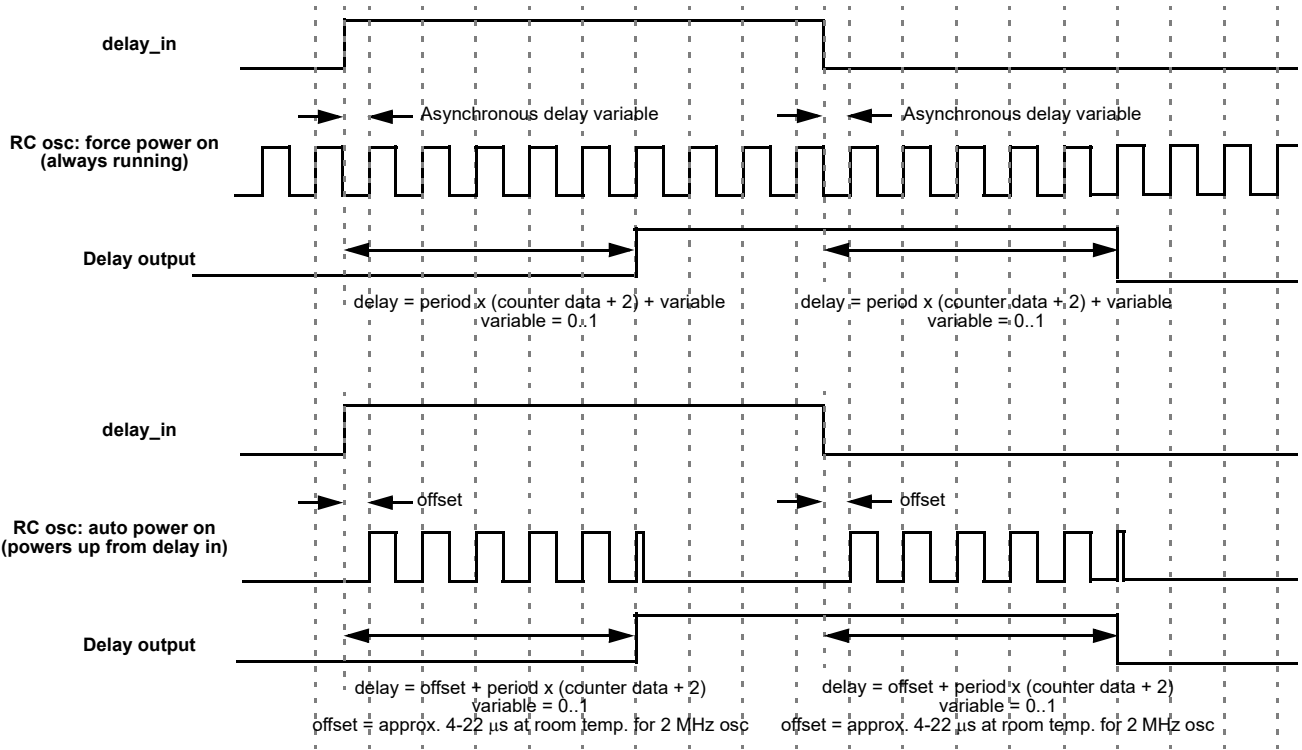 delay_in
Asynchronous delay variable
Asynchronous delay variable
RC osc: force power on
(always running)
Delay output
delay = period x (counter data + 2) + variable
variable = 0..1
delay = period x (counter data + 2) + variable
variable = 0..1
delay_in
offset
offset
RC osc: auto power on
(powers up from delay in)
Delay output
delay = offset + period x (counter data + 2)
variable = 0..1
offset = approx. 4-22 μs at room temp. for 2 MHz osc
delay = offset + period x (counter data + 2)
variable = 0..1
offset = approx. 4-22 μs at room temp. for 2 MHz osc